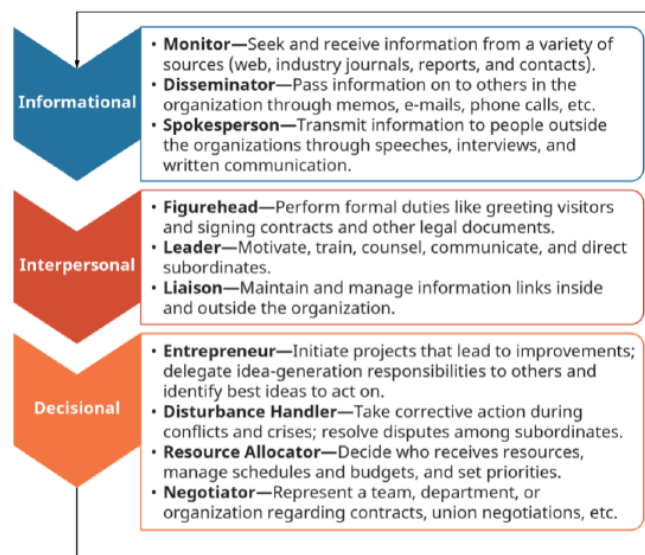 Informational
• Monitor—Seek and receive information from a variety of
sources (web, industry journals, reports, and contacts).
• Disseminator—Pass information on to others in the
organization through memos, e-mails, phone calls, etc.
• Spokesperson—Transmit information to people outside
the organizations through speeches, interviews, and
written communication.
Interpersonal
• Figurehead—Perform formal duties like greeting visitors
and signing contracts and other legal documents.
• Leader—Motivate, train, counsel, communicate, and direct
subordinates.
• Liaison—Maintain and manage information links inside
and outside the organization.
Decisional
• Entrepreneur—Initiate projects that lead to improvements;
delegate idea-generation responsibilities to others and
identify best ideas to act on.
• Disturbance Handler—Take corrective action during
conflicts and crises; resolve disputes among subordinates.
• Resource Allocator—Decide who receives resources,
manage schedules and budgets, and set priorities.
• Negotiator—Represent a team, department, or
organization regarding contracts, union negotiations, etc.